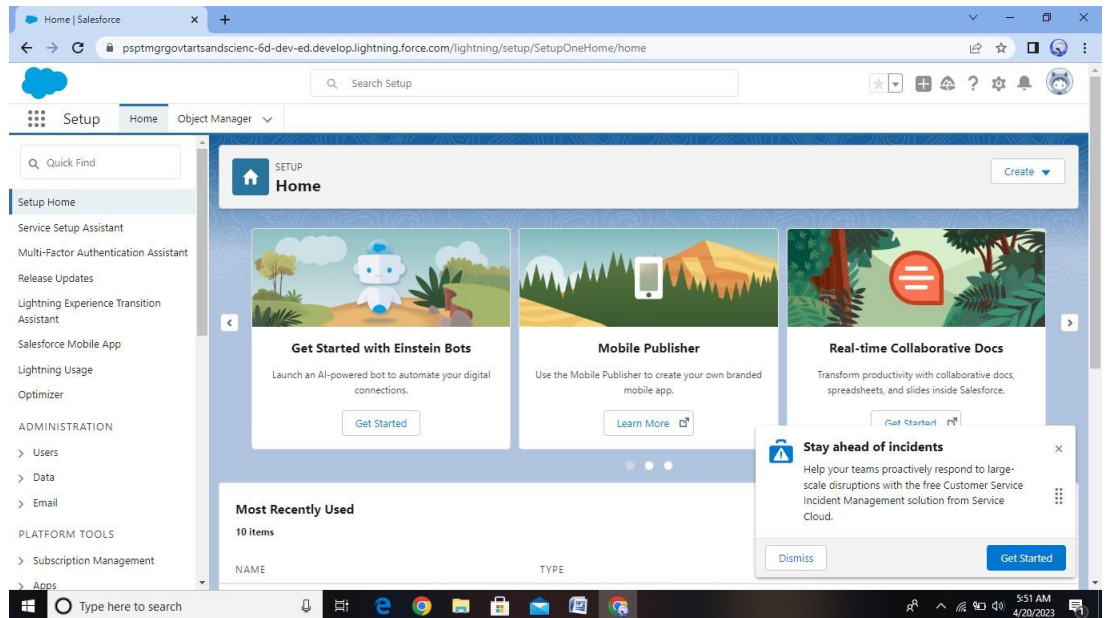 Home | Salesforce
psptmgrgovtartsandscienc-6d-dev-ed.develop.lightning.force.com/lightning/setup/SetupOneHome/home
Search Setup
Setup
Home
Object Manager
Quick Find
Setup Home
Service Setup Assistant
Multi-Factor Authentication Assistant
Release Updates
Lightning Experience Transition
Assistant
Salesforce Mobile App
Lightning Usage
Optimizer
ADMINISTRATION
Users
Data
Email
PLATFORM TOOLS
Subscription Management
Apps
SETUP
Home
Create
Get Started with Einstein Bots
Launch an AI-powered bot to automate your digital
connections.
Get Started
Mobile Publisher
Use the Mobile Publisher to create your own branded
mobile app.
Learn More
Real-time Collaborative Docs
Transform productivity with collaborative docs,
spreadsheets, and slides inside Salesforce.
Get Started
Most Recently Used
10 items
NAME
TYPE
Stay ahead of incidents
Help your teams proactively respond to large-
scale disruptions with the free Customer Service
Incident Management solution from Service
Cloud.
Dismiss
Get Started
Type here to search
5:51 AM
4/20/2023